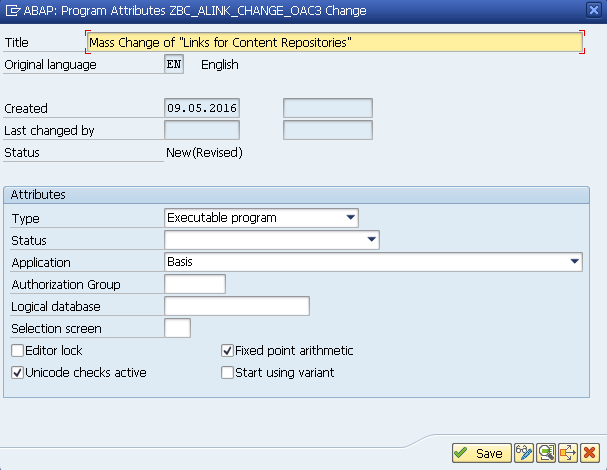 ABAP: Program Attributes ZBC_ALINK_CHANGE_OAC3 Change
Title Mass Change of "Links for Content Repositories"
Original language EN English
Created 09.05.2016
Last changed by
Status New(Revised)
Attributes
Type Executable program
Status
Application Basis
Authorization Group
Logical database
Selection screen
Editor lock Fixed point arithmetic
Unicode checks active Start using variant
Save